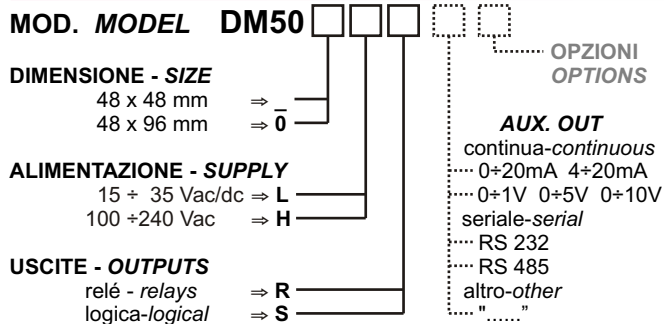 MOD. MODEL DM50
OPZIONI
OPTIONS
DIMENSIONE - SIZE
48 x 48 mm ⇒ _
48 x 96 mm ⇒ 0
ALIMENTAZIONE - SUPPLY
15 ÷ 35 Vac/dc ⇒ L
100 ÷240 Vac ⇒ H
USCITE - OUTPUTS
relé - relays ⇒ R
logica-logical ⇒ S
AUX. OUT
continua-continuous
0÷20mA 4÷20mA
0÷1V 0÷5V 0÷10V
seriale-serial
RS 232
RS 485
altro-other
"......”